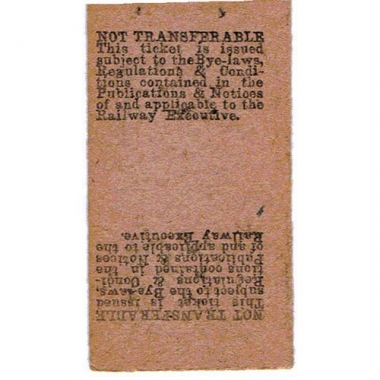 NOT TRANSFERABLE
This ticket is issued
subject to the Bye-laws,
Regulations & Condi-
tions contained in the
Publications & Notices
of and applicable to the
Railway Executive.
NOT TRANSFERABLE
This ticket is issued
subject to the Bye-laws,
Regulations & Condi-
tions contained in the
Publications & Notices
of and applicable to the
Railway Executive.